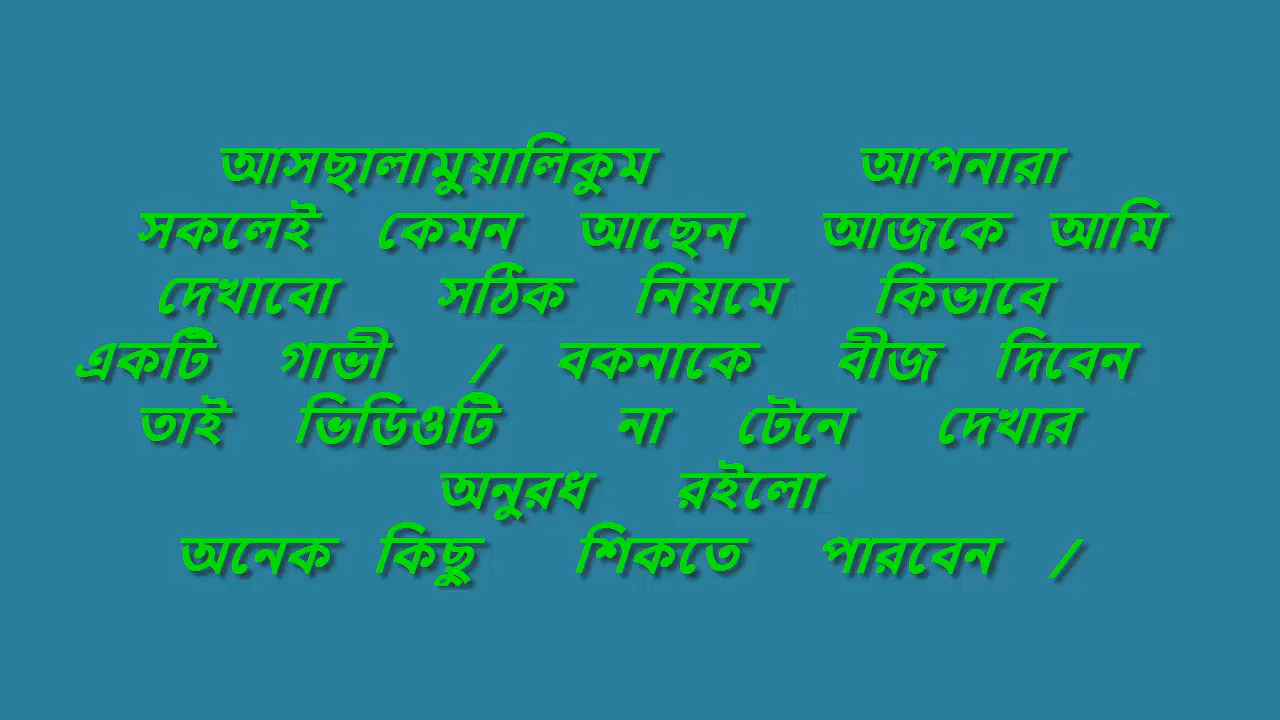 আসছালামুয়ালিকুম আপনারা
সকলেই কেমন আছেন আজকে আমি
দেখাবো সঠিক নিয়মে কিভাবে
একটি গাভী / বকনাকে বীজ দিবেন
তাই ভিডিওটি না টেনে দেখার
অনুরধ রইলো
অনেক কিছু শিকতে পারবেন /